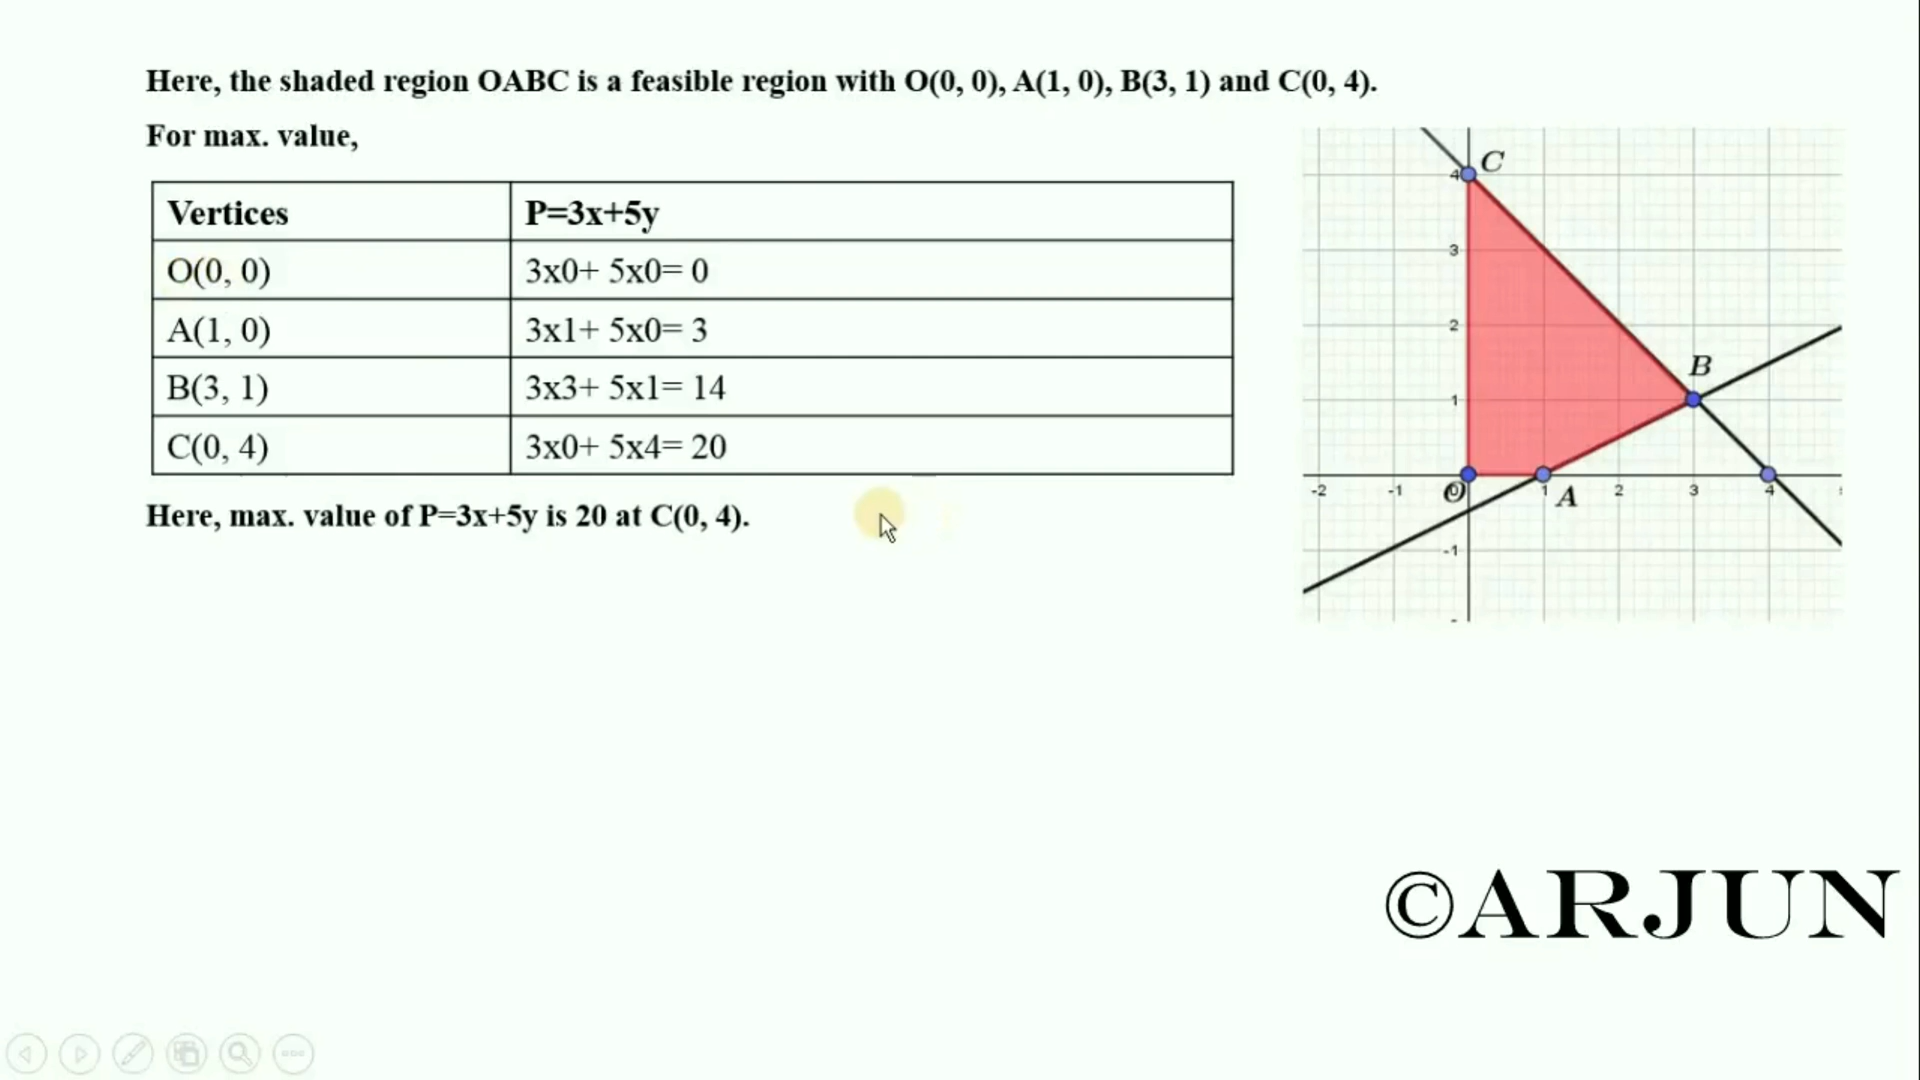 Here, the shaded region OABC is a feasible region with O(0, 0), A(1, 0), B(3, 1) and C(0, 4).
For max. value,
Vertices P=3x+5y
O(0, 0) 3x0+ 5x0= 0
A(1, 0) 3x1+ 5x0= 3
B(3, 1) 3x3+ 5x1= 14
C(0, 4) 3x0+ 5x4= 20
Here, max. value of P=3x+5y is 20 at C(0, 4).
C
4
3
2
B
1
-2 -1 0 1 2 3 4
O A
-1
©ARJUN